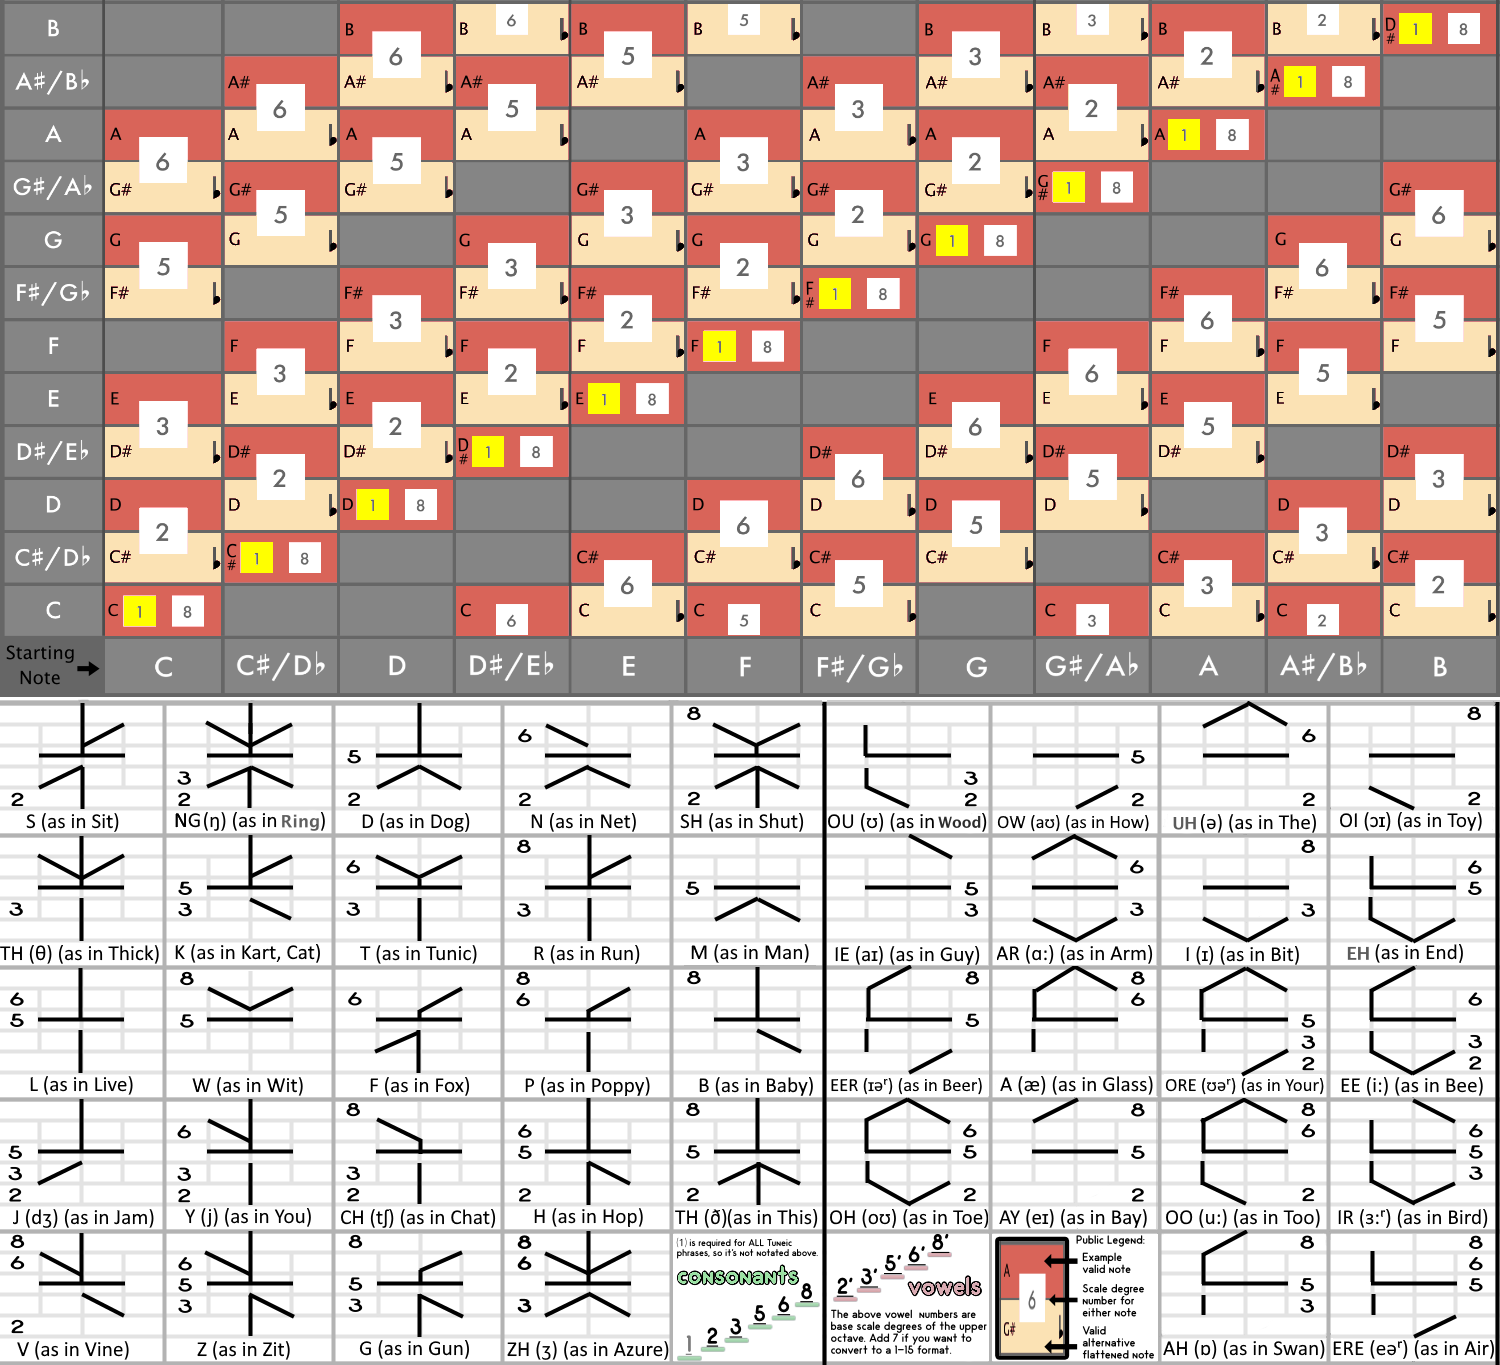 B B 6 B 6 B 5 B 5 B 3 B 3 B 2 B 2 D# 1 8
A♯/B♭ A# 6 A# A# 5 A# A# 3 A# A# 2 A# A# 1 8
A A 6 A A 5 A A 3 A A 2 A A 1 8
G♯/A♭ G# G# 5 G# G# 3 G# G# 2 G# G# 1 8 G# 6
G G 5 G G 3 G G 2 G G 1 8 G 6 G
F♯/G♭ F# F# 3 F# F# 2 F# F# 1 8 F# 6 F# F# 5
F F 3 F F 2 F F 1 8 F 6 F F 5 F
E E 3 E E 2 E E 1 8 E 6 E E 5 E
D♯/E♭ D# D# 2 D# D# 1 8 D# 6 D# D# 5 D# D# 3
D D 2 D D 1 8 D 6 D D 5 D D 3 D
C♯/D♭ C# C# 1 8 C# 6 C# C# 5 C# C# 3 C# C# 2
C C 1 8 C 6 C C 5 C C 3 C C 2 C
Starting
Note
C C♯/D♭ D D♯/E♭ E F F♯/G♭ G G♯/A♭ A A♯/B♭ B
2
S (as in Sit)
3
2
NG(ŋ) (as in Ring)
5
2
D (as in Dog)
6
2
N (as in Net)
8
2
SH (as in Shut)
3
2
OU (ʊ) (as in Wood)
5
2
OW (aʊ) (as in How)
6
2
UH (ə) (as in The)
8
2
OI (ɔɪ) (as in Toy)
3
TH (θ) (as in Thick)
5
3
K (as in Kart, Cat)
6
3
T (as in Tunic)
8
3
R (as in Run)
5
M (as in Man)
5
3
IE (aɪ) (as in Guy)
6
3
AR (ɑ:) (as in Arm)
8
3
I (ɪ) (as in Bit)
6
5
EH (as in End)
6
5
L (as in Live)
8
5
W (as in Wit)
6
F (as in Fox)
8
6
P (as in Poppy)
8
B (as in Baby)
8
5
EER (ɪəʳ) (as in Beer)
8
6
A (æ) (as in Glass)
5
3
2
ORE (ʊəʳ) (as in Your)
6
3
2
EE (i:) (as in Bee)
5
3
2
J (dʒ) (as in Jam)
6
3
2
Y (j) (as in You)
8
3
2
CH (tʃ) (as in Chat)
6
5
2
H (as in Hop)
8
5
2
TH (ð)(as in This)
6
5
2
OH (oʊ) (as in Toe)
8
5
2
AY (eɪ) (as in Bay)
8
6
2
OO (u:) (as in Too)
6
5
3
IR (ɜ:ʳ) (as in Bird)
8
6
2
V (as in Vine)
6
5
3
Z (as in Zit)
8
5
3
G (as in Gun)
8
6
3
ZH (ʒ) (as in Azure)
(1) is required for ALL Tuneic
phrases, so it's not notated above.
consonants
1 2 3 5 6 8
2' 3' 5' 6' 8'
vowels
The above vowel numbers are
base scale degrees of the upper
octave. Add 7 if you want to
convert to a 1-15 format.
Public Legend:
A
6
G#
Example
valid note
Scale degree
number for
either note
Valid
alternative
flattened note
8
5
3
AH (ɒ) (as in Swan)
8
6
5
ERE (eəʳ) (as in Air)